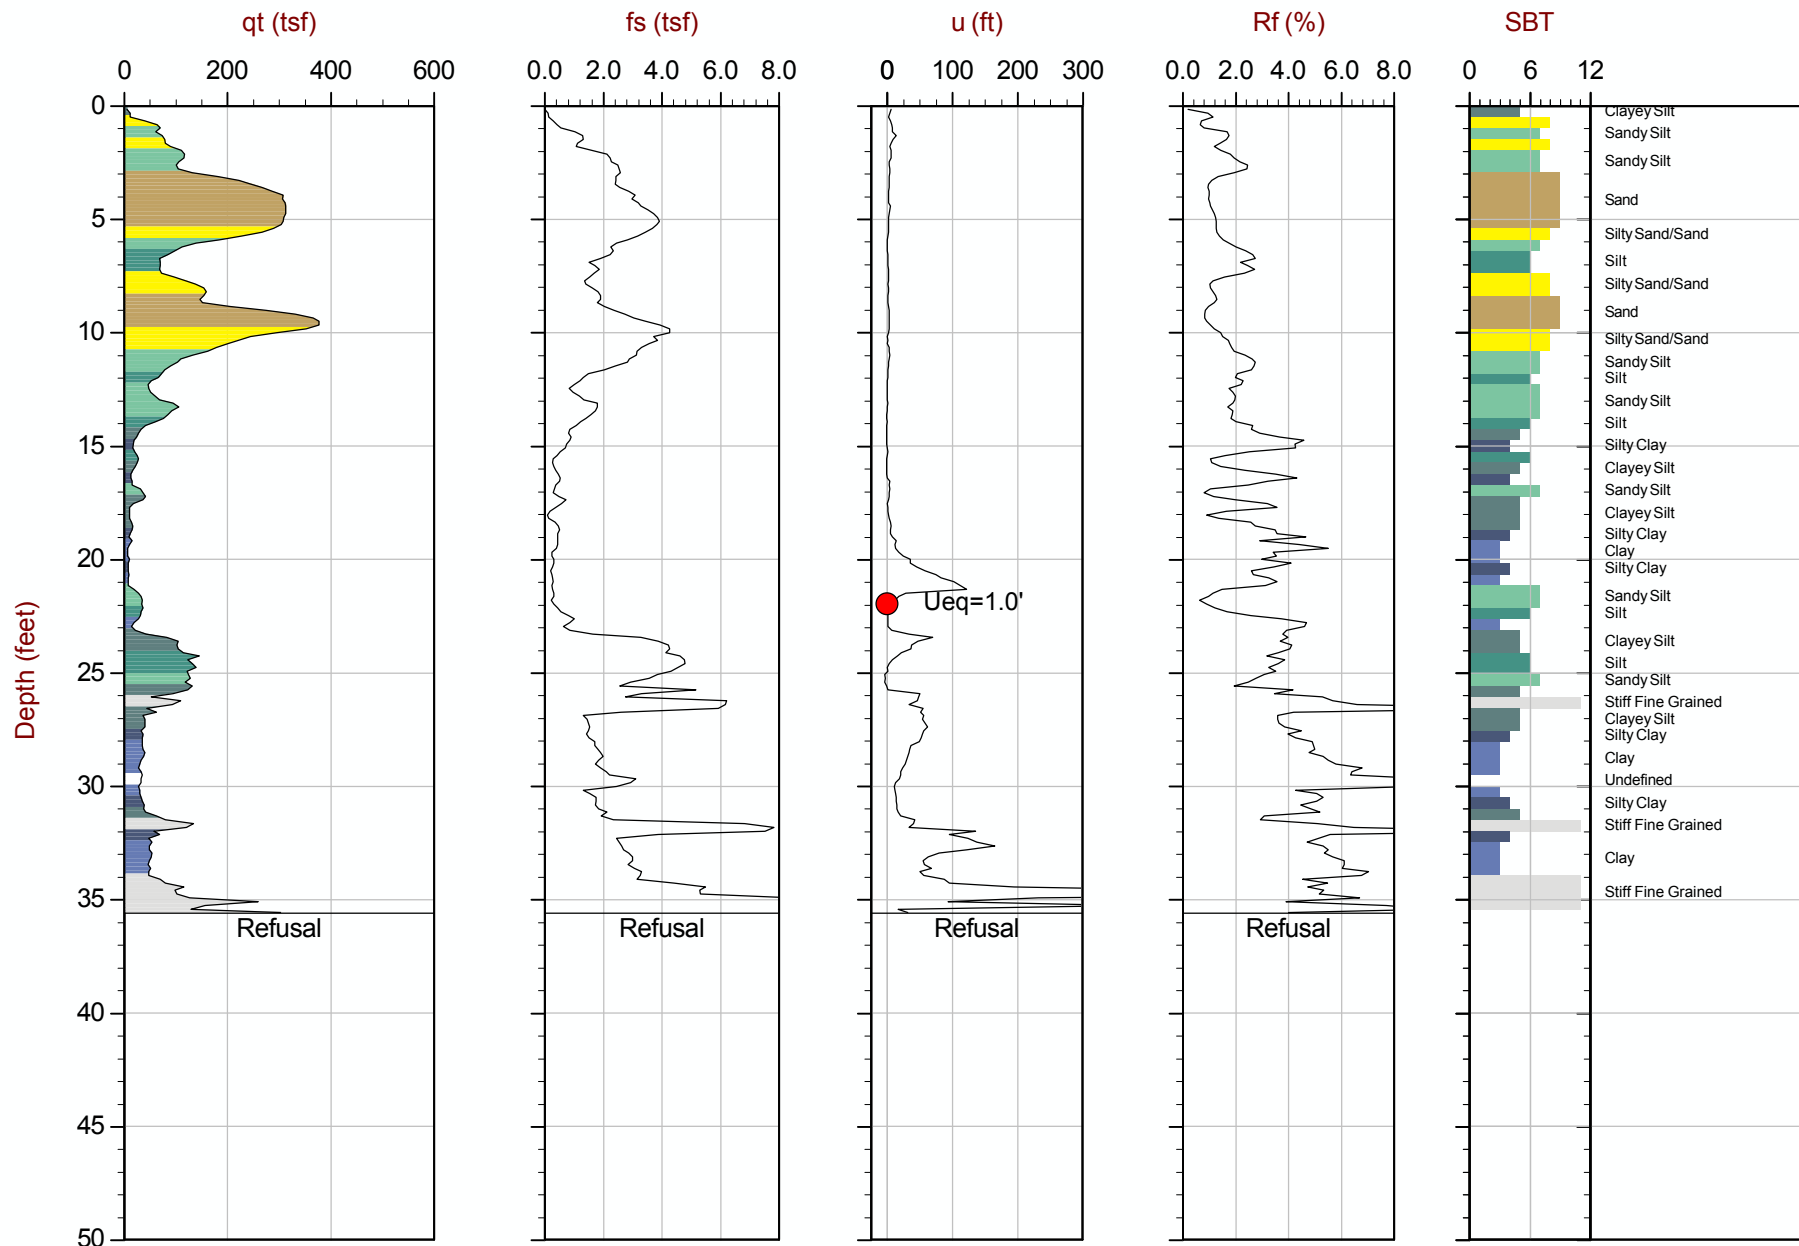 qt (tsf) fs (tsf) u (ft) Rf (%) SBT
0 200 400 600 0.0 2.0 4.0 6.0 8.0 0 100 200 300 0.0 2.0 4.0 6.0 8.0 0 6 12
0
Clayey Silt
Sandy Silt
Sandy Silt
Sand
5
Silty Sand/Sand
Silt
Silty Sand/Sand
Sand
10
Silty Sand/Sand
Sandy Silt
Silt
Sandy Silt
Silt
15
Silty Clay
Clayey Silt
Sandy Silt
Clayey Silt
Silty Clay
Clay
20
Silty Clay
Sandy Silt
Ueq=1.0'
Silt
Clayey Silt
Silt
25
Sandy Silt
Stiff Fine Grained
Clayey Silt
Silty Clay
Clay
Undefined
30
Silty Clay
Stiff Fine Grained
Clay
Stiff Fine Grained
35
Refusal Refusal Refusal Refusal
40
45
50
Depth (feet)